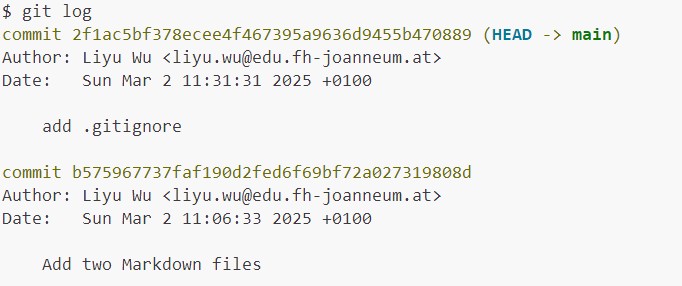 $ git log
commit 2f1ac5bf378ecee4f467395a9636d9455b470889 (HEAD -> main)
Author: Liyu Wu <liyu.wu@edu.fh-joanneum.at>
Date:   Sun Mar 2 11:31:31 2025 +0100
    add .gitignore
commit b575967737faf190d2fed6f69bf72a027319808d
Author: Liyu Wu <liyu.wu@edu.fh-joanneum.at>
Date:   Sun Mar 2 11:06:33 2025 +0100
    Add two Markdown files